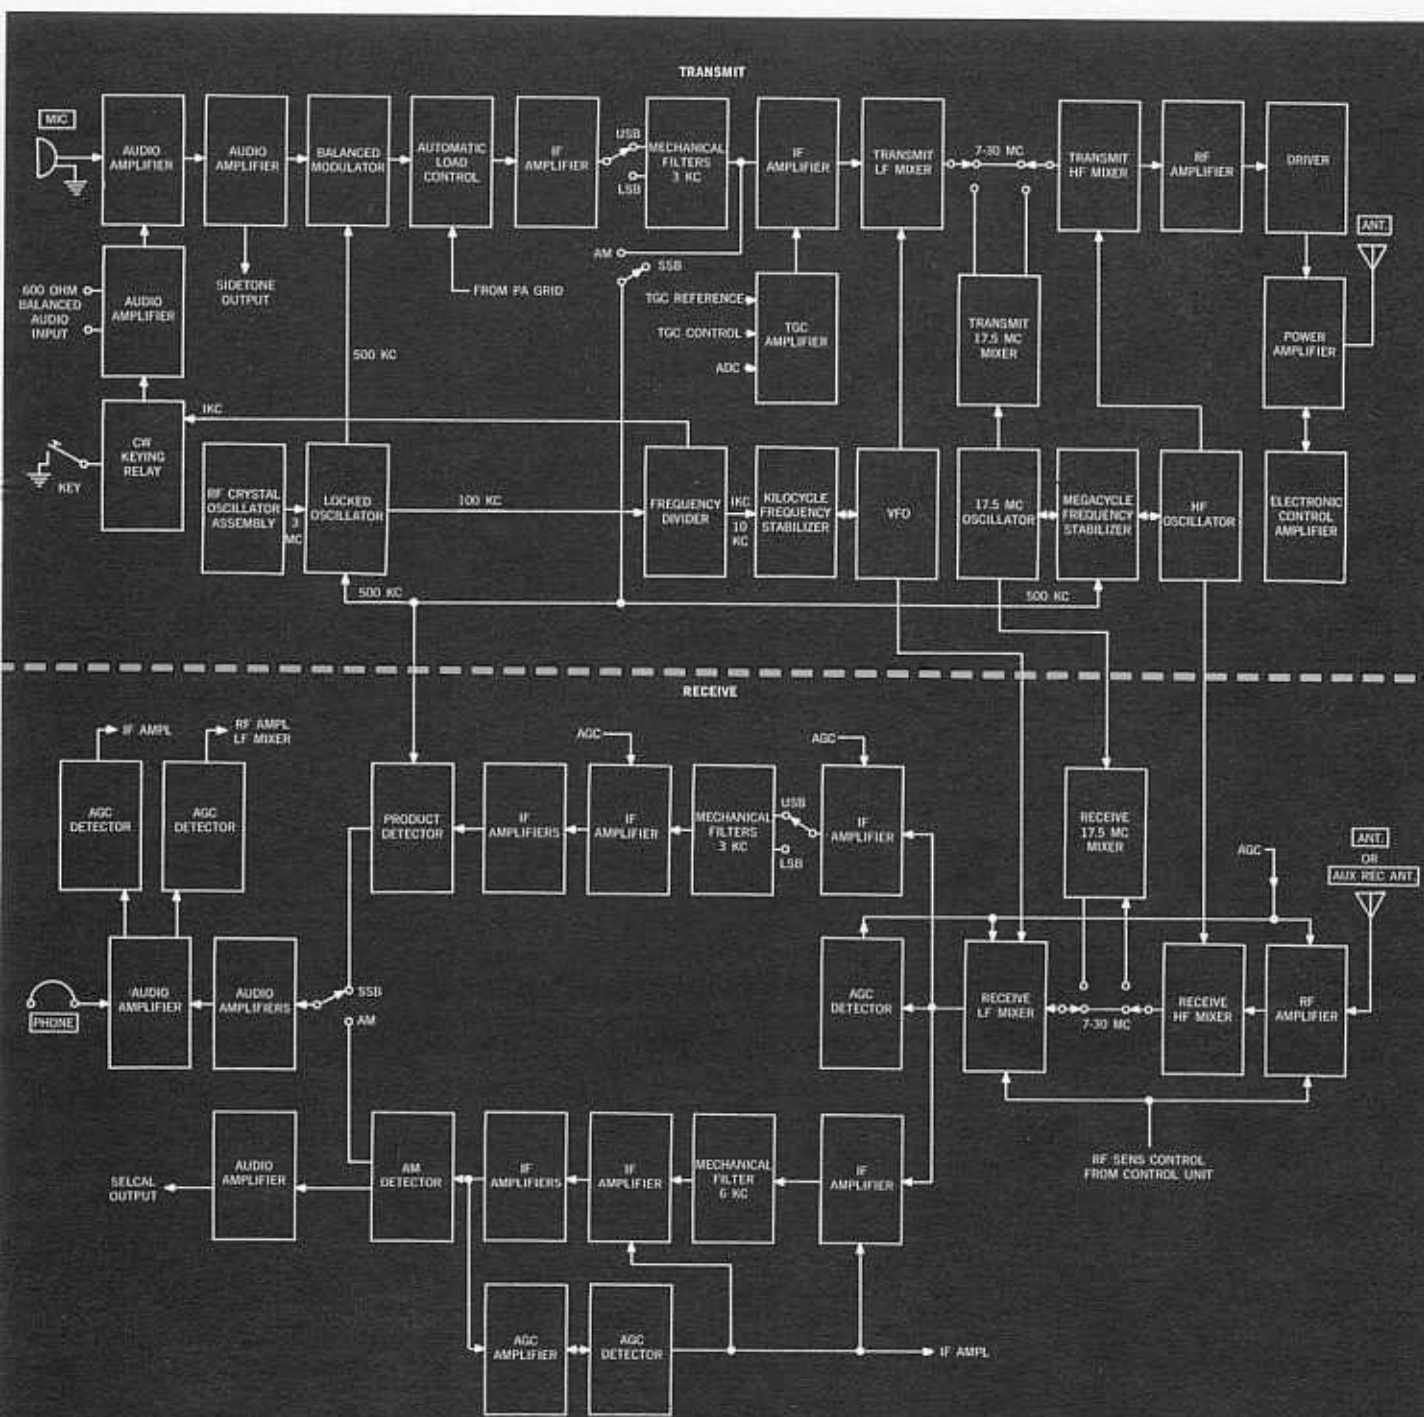 TRANSMIT
MIC
AUDIO
AMPLIFIER
AUDIO
AMPLIFIER
BALANCED
MODULATOR
AUTOMATIC
LOAD
CONTROL
IF
AMPLIFIER
USB
LSB
MECHANICAL
FILTERS
3 KC
IF
AMPLIFIER
TRANSMIT
LF MIXER
7-30 MC
TRANSMIT
HF MIXER
RF
AMPLIFIER
DRIVER
ANT.
600 OHM
BALANCED
AUDIO
INPUT
AUDIO
AMPLIFIER
SIDETONE
OUTPUT
500 KC
FROM PA GRID
AM
SSB
TGC REFERENCE
TGC CONTROL
ADC
TGC
AMPLIFIER
TRANSMIT
17.5 MC
MIXER
POWER
AMPLIFIER
1KC
KEY
CW
KEYING
RELAY
RF CRYSTAL
OSCILLATOR
ASSEMBLY
3
MC
LOCKED
OSCILLATOR
100 KC
FREQUENCY
DIVIDER
1KC
10
KC
KILOCYCLE
FREQUENCY
STABILIZER
VFO
17.5 MC
OSCILLATOR
MEGACYCLE
FREQUENCY
STABILIZER
HF
OSCILLATOR
ELECTRONIC
CONTROL
AMPLIFIER
500 KC
500 KC
RECEIVE
IF AMPL
RF AMPL
LF MIXER
AGC
AGC
AGC
DETECTOR
AGC
DETECTOR
PRODUCT
DETECTOR
IF
AMPLIFIERS
IF
AMPLIFIER
MECHANICAL
FILTERS
3 KC
USB
LSB
IF
AMPLIFIER
RECEIVE
17.5 MC
MIXER
AGC
ANT.
OR
AUX REC ANT.
PHONE
AUDIO
AMPLIFIER
AUDIO
AMPLIFIERS
SSB
AM
AGC
DETECTOR
RECEIVE
LF MIXER
7-30 MC
RECEIVE
HF MIXER
RF
AMPLIFIER
SELCAL
OUTPUT
AUDIO
AMPLIFIER
AM
DETECTOR
IF
AMPLIFIERS
IF
AMPLIFIER
MECHANICAL
FILTER
6 KC
IF
AMPLIFIER
RF SENS CONTROL
FROM CONTROL UNIT
AGC
AMPLIFIER
AGC
DETECTOR
IF AMPL